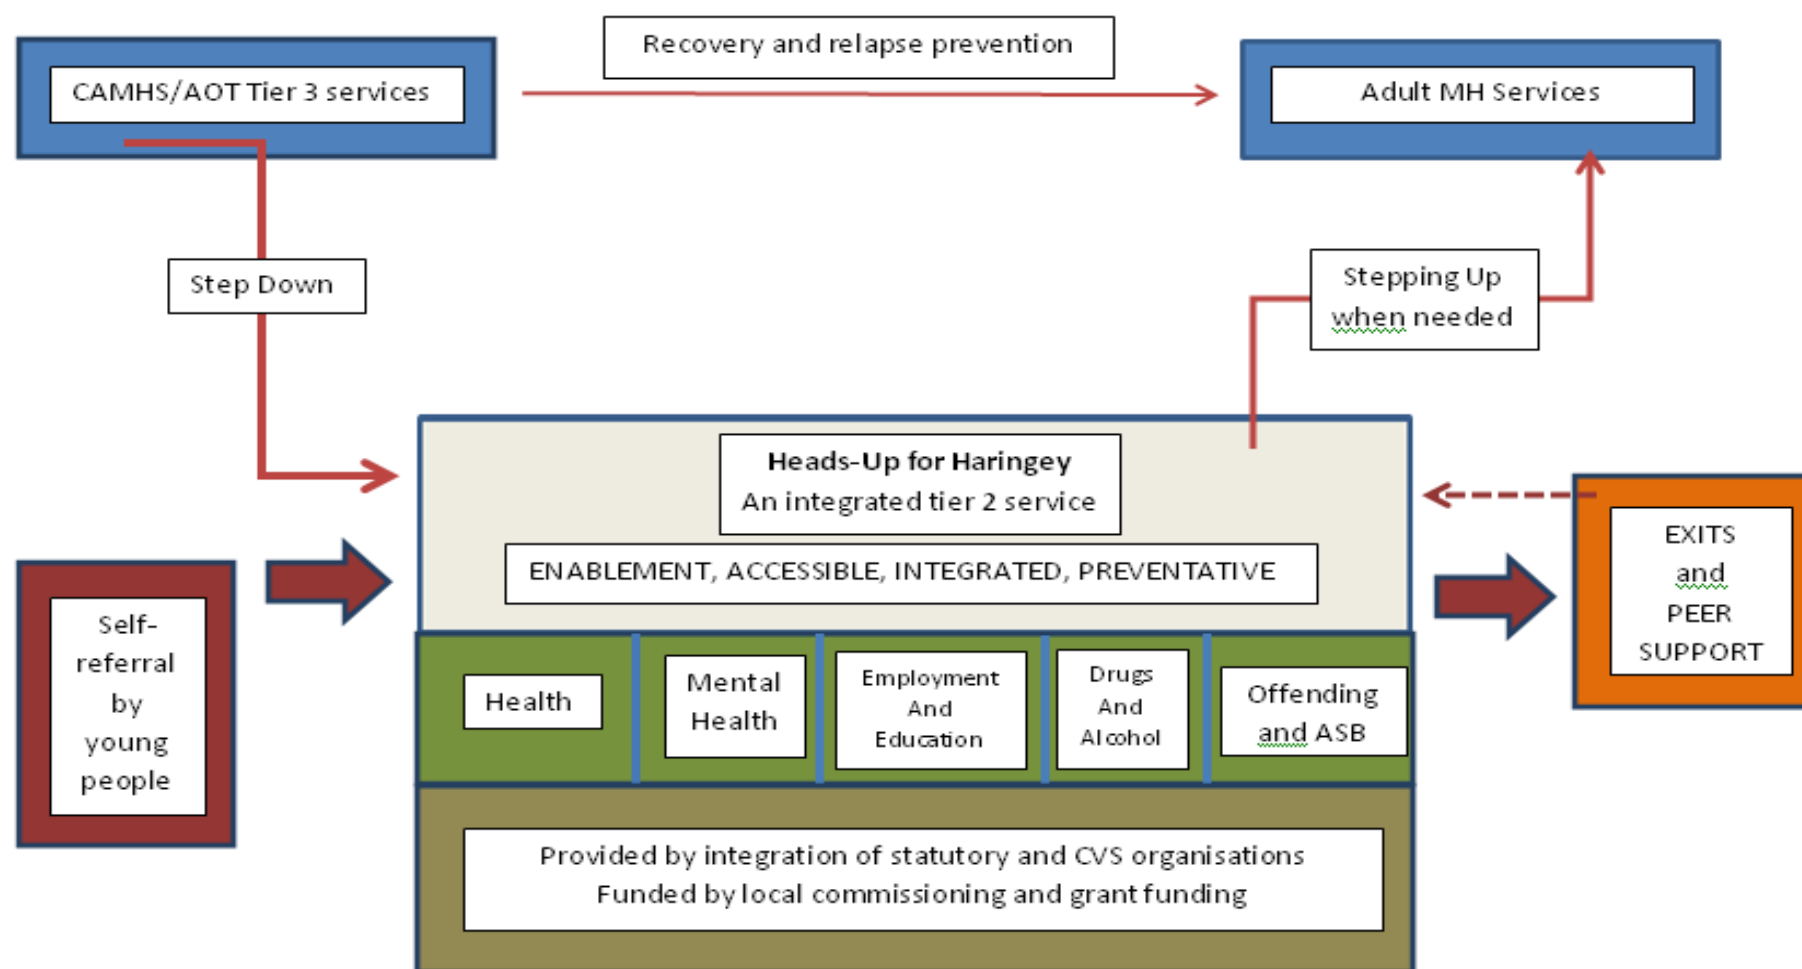 Recovery and relapse prevention
CAMHS/AOT Tier 3 services
Adult MH Services
Step Down
Stepping Up
when needed
Heads-Up for Haringey
An integrated tier 2 service
ENABLEMENT, ACCESSIBLE, INTEGRATED, PREVENTATIVE
Self-
referral
by
young
people
EXITS
and
PEER
SUPPORT
Health
Mental
Health
Employment
And
Education
Drugs
And
Alcohol
Offending
and ASB
Provided by integration of statutory and CVS organisations
Funded by local commissioning and grant funding